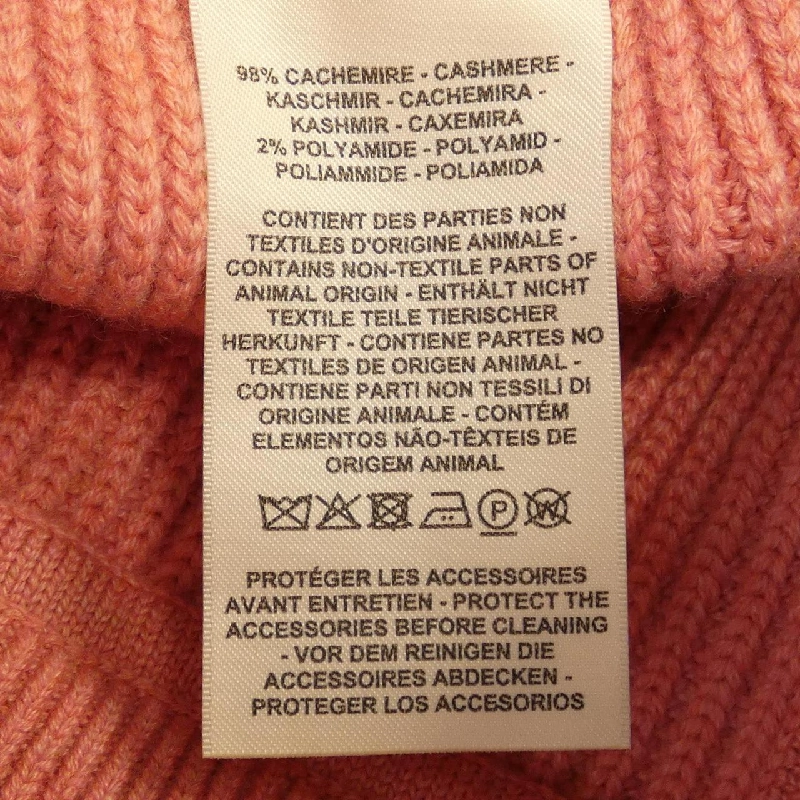 98% CACHEMIRE - CASHMERE -
KASCHMIR - CACHEMIRA -
KASHMIR - CAXEMIRA
2% POLYAMIDE - POLYAMID -
POLIAMMIDE - POLIAMIDA
CONTIENT DES PARTIES NON
TEXTILES D'ORIGINE ANIMALE -
CONTAINS NON-TEXTILE PARTS OF
ANIMAL ORIGIN - ENTHÄLT NICHT
TEXTILE TEILE TIERISCHER
HERKUNFT - CONTIENE PARTES NO
TEXTILES DE ORIGEN ANIMAL -
CONTIENE PARTI NON TESSILI DI
ORIGINE ANIMALE - CONTÉM
ELEMENTOS NÃO-TÊXTEIS DE
ORIGEM ANIMAL
P W
PROTÉGER LES ACCESSOIRES
AVANT ENTRETIEN - PROTECT THE
ACCESSORIES BEFORE CLEANING
- VOR DEM REINIGEN DIE
ACCESSOIRES ABDECKEN -
PROTEGER LOS ACCESORIOS